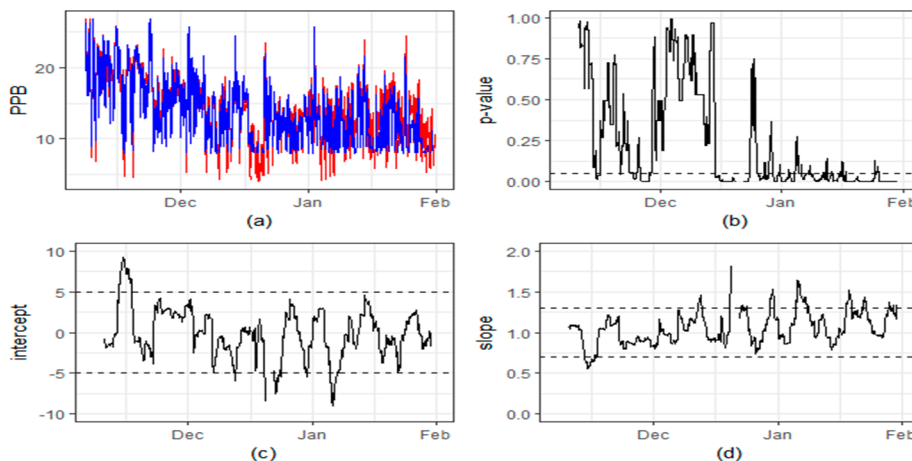 PPB
20
10
Dec
Jan
Feb
(a)
p-value
1.00
0.75
0.50
0.25
0.00
Dec
Jan
Feb
(b)
intercept
10
5
0
-5
-10
Dec
Jan
Feb
(c)
slope
2.0
1.5
1.0
0.5
0.0
Dec
Jan
Feb
(d)